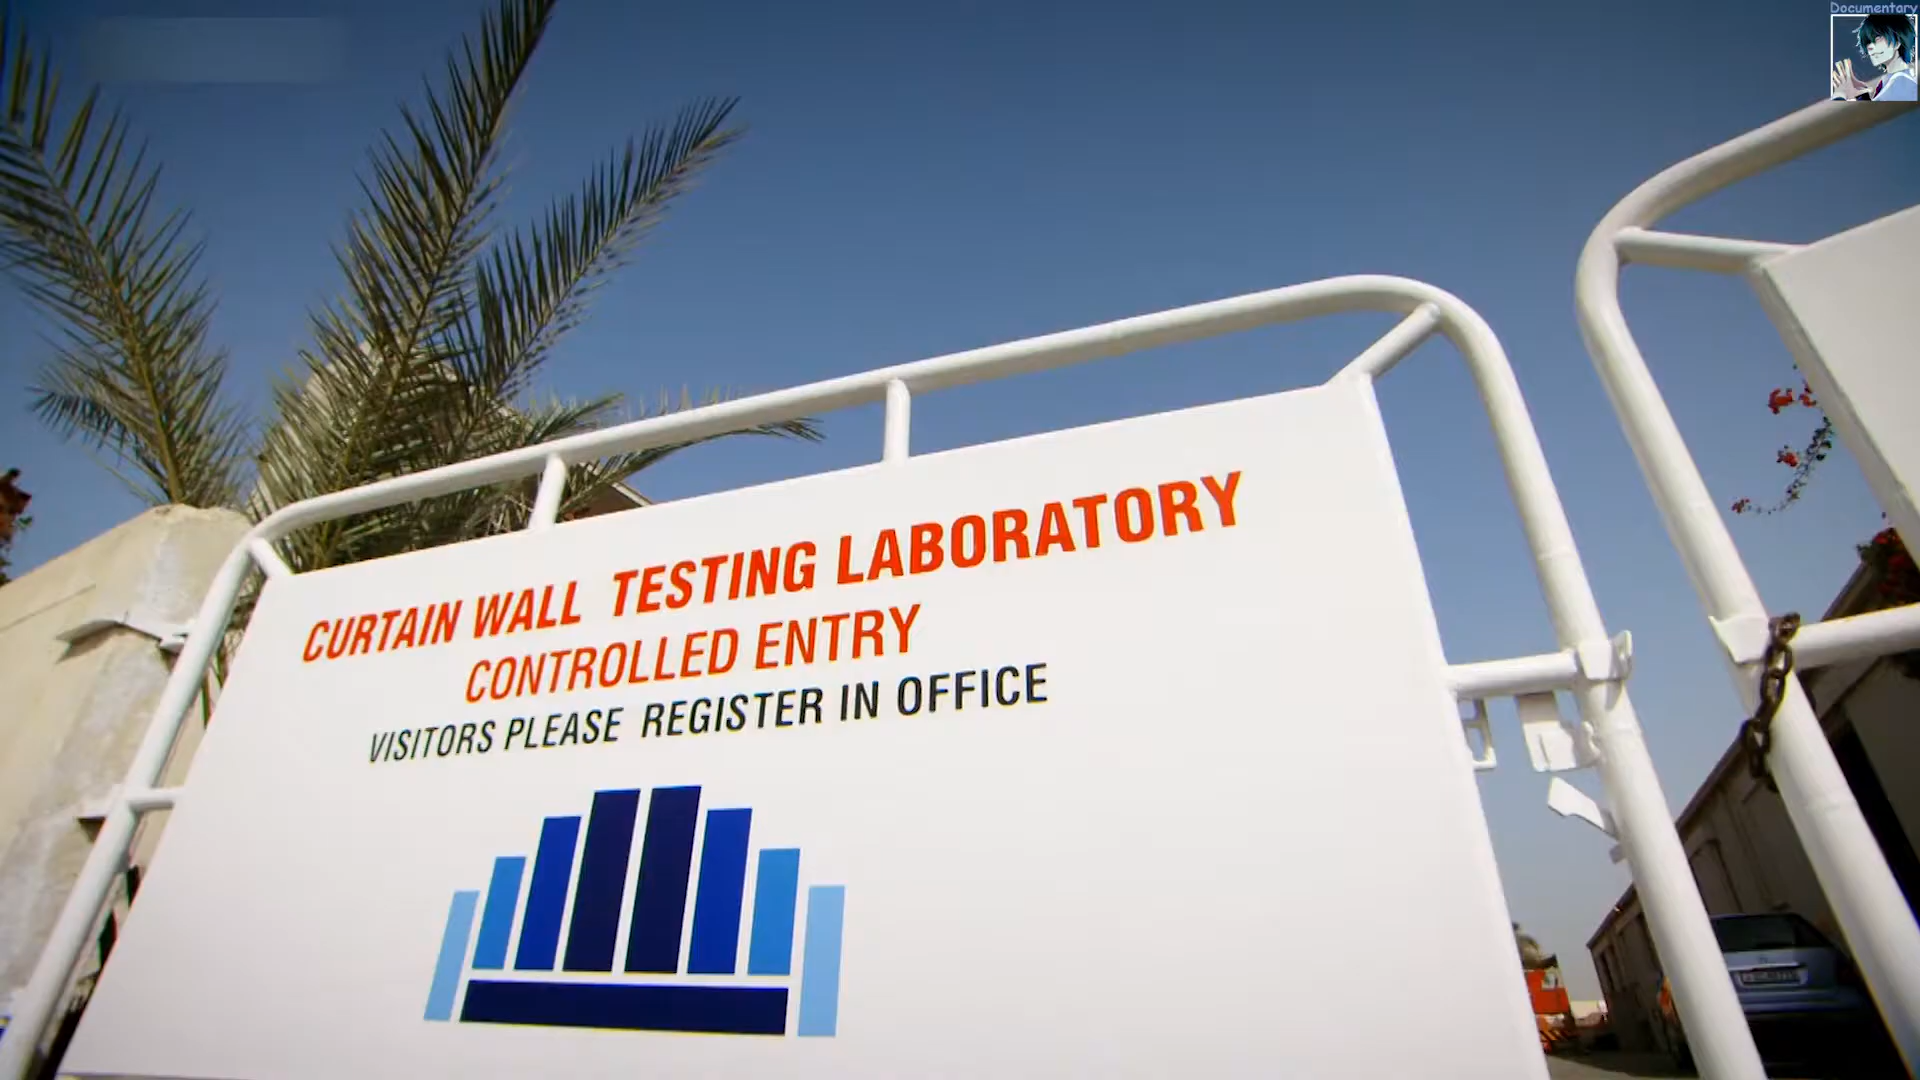 Documentary
CURTAIN WALL TESTING LABORATORY
CONTROLLED ENTRY
VISITORS PLEASE REGISTER IN OFFICE